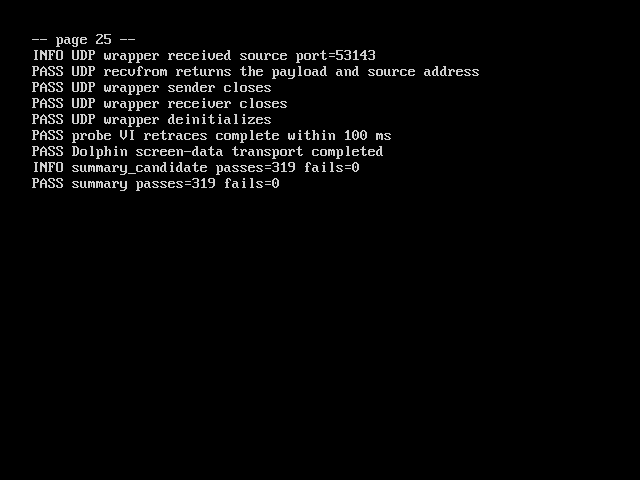 -- page 25 --
INFO UDP wrapper received source port=53143
PASS UDP recvfrom returns the payload and source address
PASS UDP wrapper sender closes
PASS UDP wrapper receiver closes
PASS UDP wrapper deinitializes
PASS probe VI retraces complete within 100 ms
PASS Dolphin screen-data transport completed
INFO summary_candidate passes=319 fails=0
PASS summary passes=319 fails=0